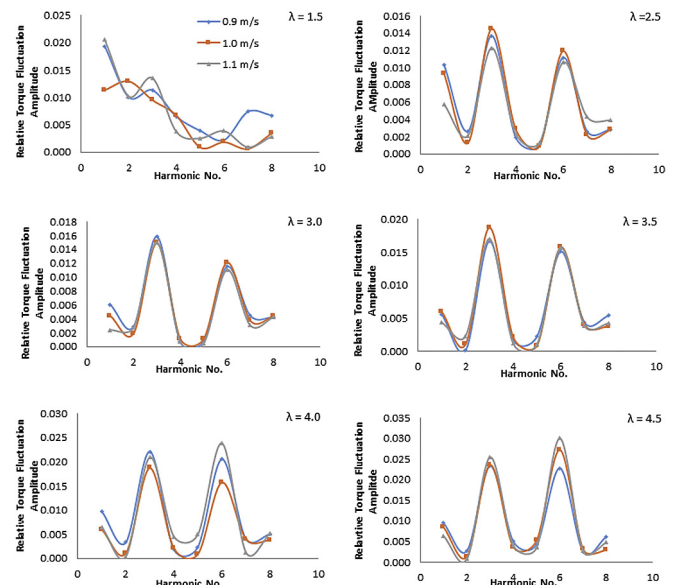 Relative Torque Fluctuation
Amplitude
0.025
0.020
0.015
0.010
0.005
0.000
0.9 m/s
1.0 m/s
1.1 m/s
λ = 1.5
0 2 4 6 8 10
Harmonic No.
Relative Torque Fluctuation
AMplitude
0.016
0.014
0.012
0.010
0.008
0.006
0.004
0.002
0.000
λ =2.5
0 2 4 6 8 10
Harmonic No.
Relative Torque Fluctuation
Amplitude
0.018
0.016
0.014
0.012
0.010
0.008
0.006
0.004
0.002
0.000
λ = 3.0
0 2 4 6 8 10
Harmonic No.
Relative Torque Fluctuation
Amplitude
0.020
0.015
0.010
0.005
0.000
λ = 3.5
0 2 4 6 8 10
Harmonic No.
Relative Torque Fluctuation
Amplitude
0.030
0.025
0.020
0.015
0.010
0.005
0.000
λ = 4.0
0 2 4 6 8 10
Relavtive Torque Fluctuation
Amplitde
0.035
0.030
0.025
0.020
0.015
0.010
0.005
0.000
λ = 4.5
0 2 4 6 8 10